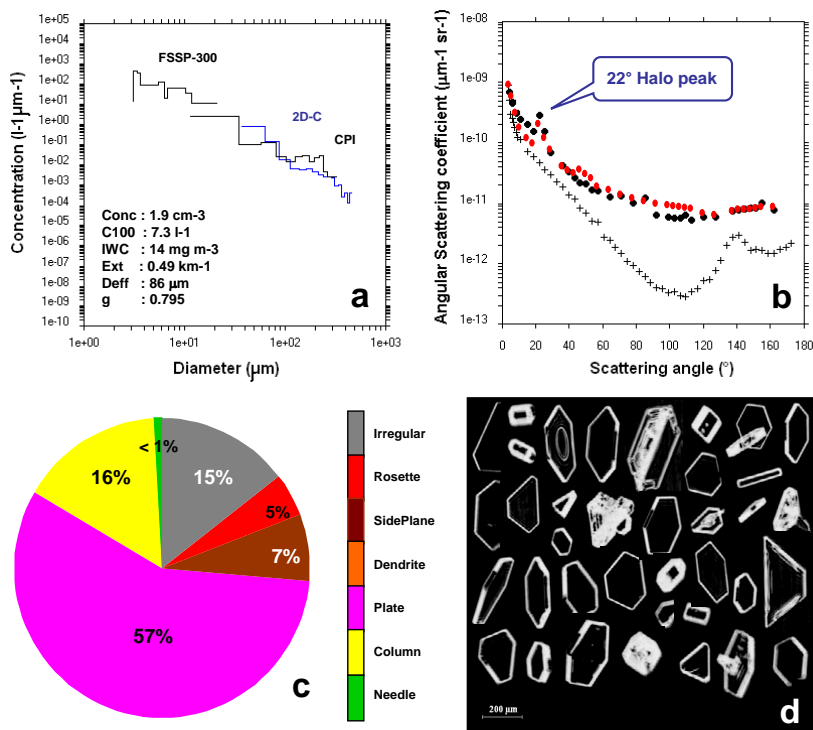 1e+05
1e+04
1e+03
1e+02
1e+01
1e+00
1e-01
1e-02
1e-03
1e-04
1e-05
1e-06
1e-07
1e-08
1e-09
1e-10
Concentration (l-1µm-1)
FSSP-300
2D-C
CPI
Conc : 1.9 cm-3
C100 : 7.3 l-1
IWC : 14 mg m-3
Ext : 0.49 km-1
Deff : 86 µm
g : 0.795
a
1e+00 1e+01 1e+02 1e+03
Diameter (µm)
1e-08
1e-09
1e-10
1e-11
1e-12
1e-13
Angular Scattering coefficient (µm-1 sr-1)
22° Halo peak
b
0 20 40 60 80 100 120 140 160 180
Scattering angle (°)
< 1%
16%
15%
5%
7%
57%
c
Irregular
Rosette
SidePlane
Dendrite
Plate
Column
Needle
200 µm
d